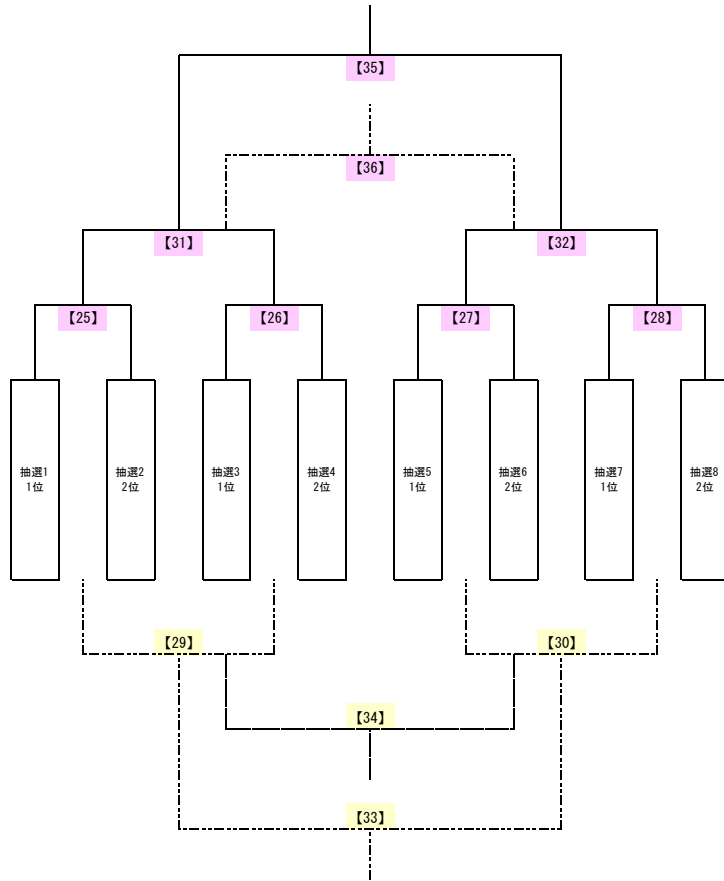 【35】
【36】
【31】
【32】
【25】
【26】
【27】
【28】
抽選1
1位
抽選2
2位
抽選3
1位
抽選4
2位
抽選5
1位
抽選6
2位
抽選7
1位
抽選8
2位
【29】
【30】
【34】
【33】